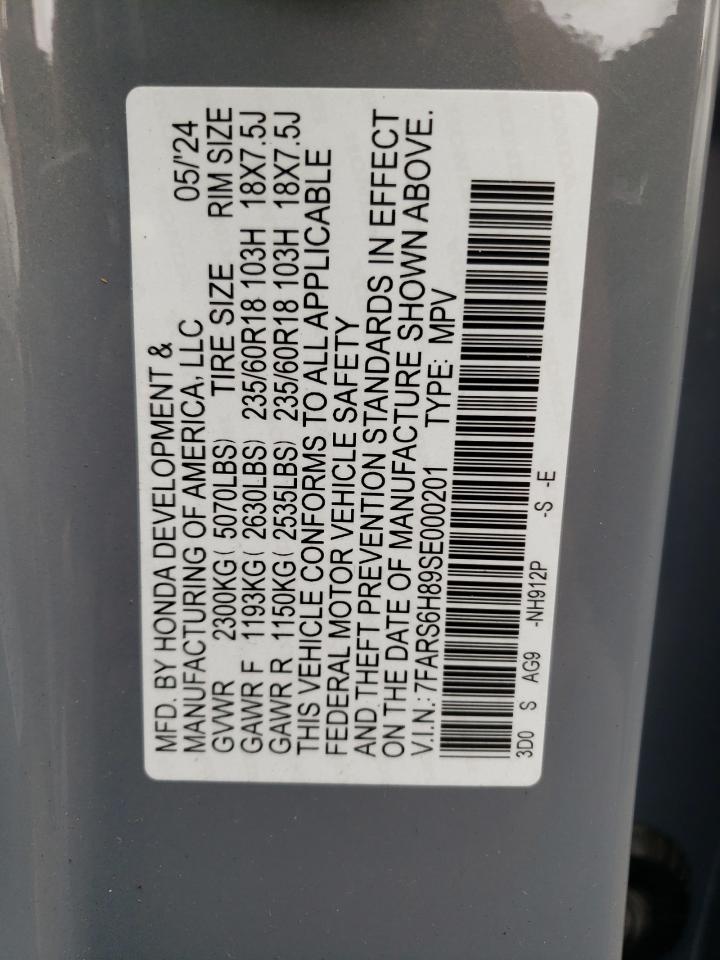 MFD. BY HONDA DEVELOPMENT &
MANUFACTURING OF AMERICA, LLC 05/'24
GVWR 2300KG( 5070LBS) TIRE SIZE RIM SIZE
GAWR F 1193KG( 2630LBS) 235/60R18 103H 18X7.5J
GAWR R 1150KG( 2535LBS) 235/60R18 103H 18X7.5J
THIS VEHICLE CONFORMS TO ALL APPLICABLE
FEDERAL MOTOR VEHICLE SAFETY
AND THEFT PREVENTION STANDARDS IN EFFECT
ON THE DATE OF MANUFACTURE SHOWN ABOVE.
V.I.N.: 7FARS6H89SE000201 TYPE: MPV
3D0 S AG9 -NH912P -S -E